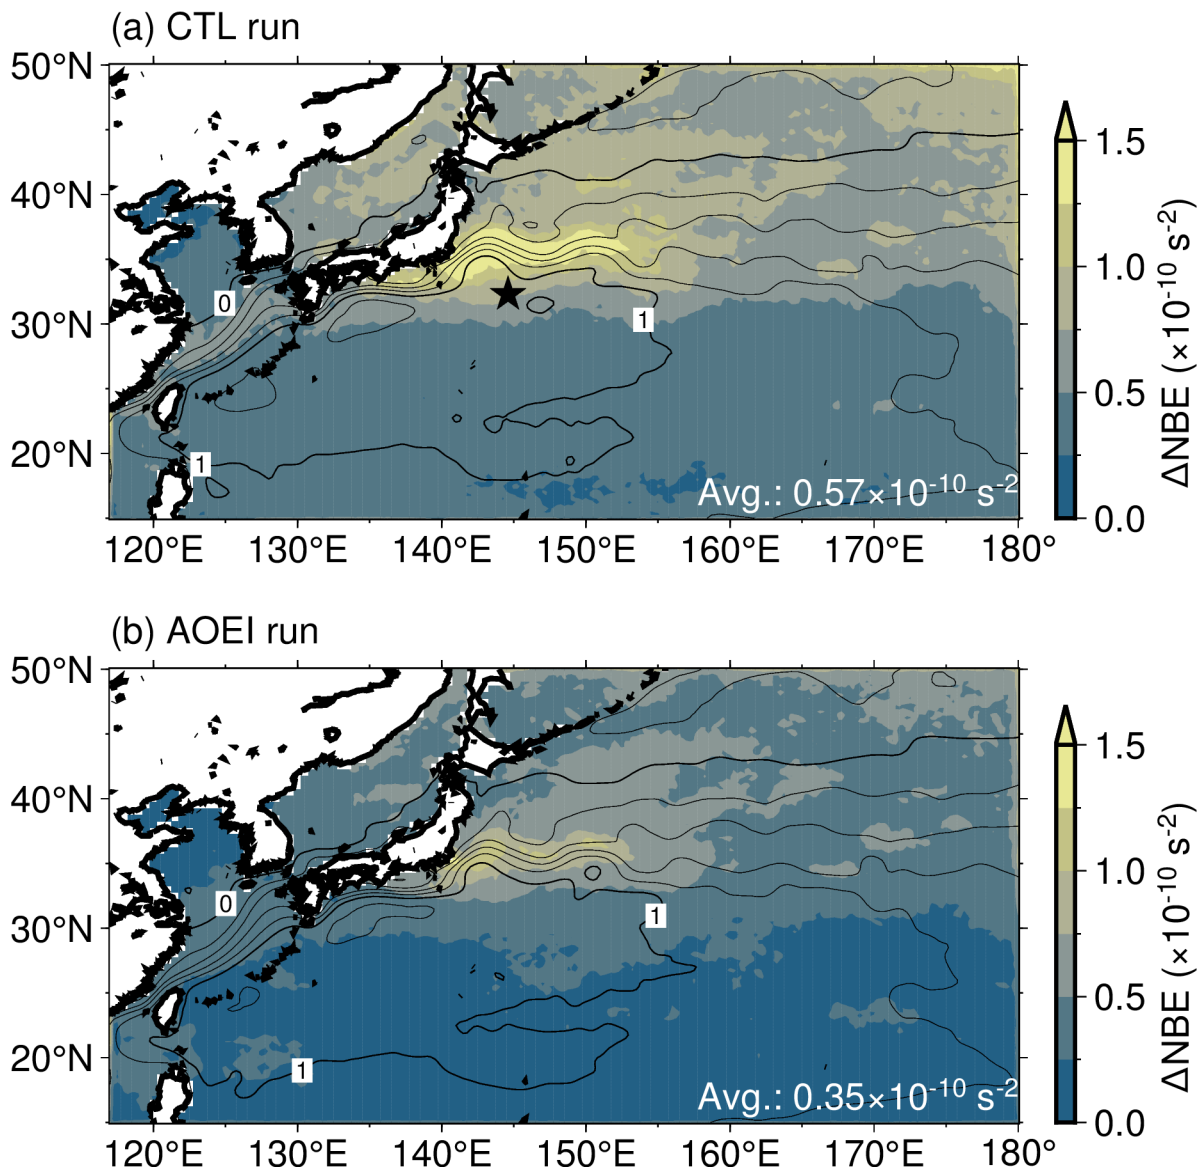 (a) CTL run
50°N
40°N
30°N
20°N
0
1
1
Avg.: 0.57×10⁻¹⁰ s⁻²
120°E 130°E 140°E 150°E 160°E 170°E 180°
1.5
1.0
0.5
0.0
ΔNBE (×10⁻¹⁰ s⁻²)
(b) AOEI run
50°N
40°N
30°N
20°N
0
1
1
Avg.: 0.35×10⁻¹⁰ s⁻²
120°E 130°E 140°E 150°E 160°E 170°E 180°
1.5
1.0
0.5
0.0
ΔNBE (×10⁻¹⁰ s⁻²)